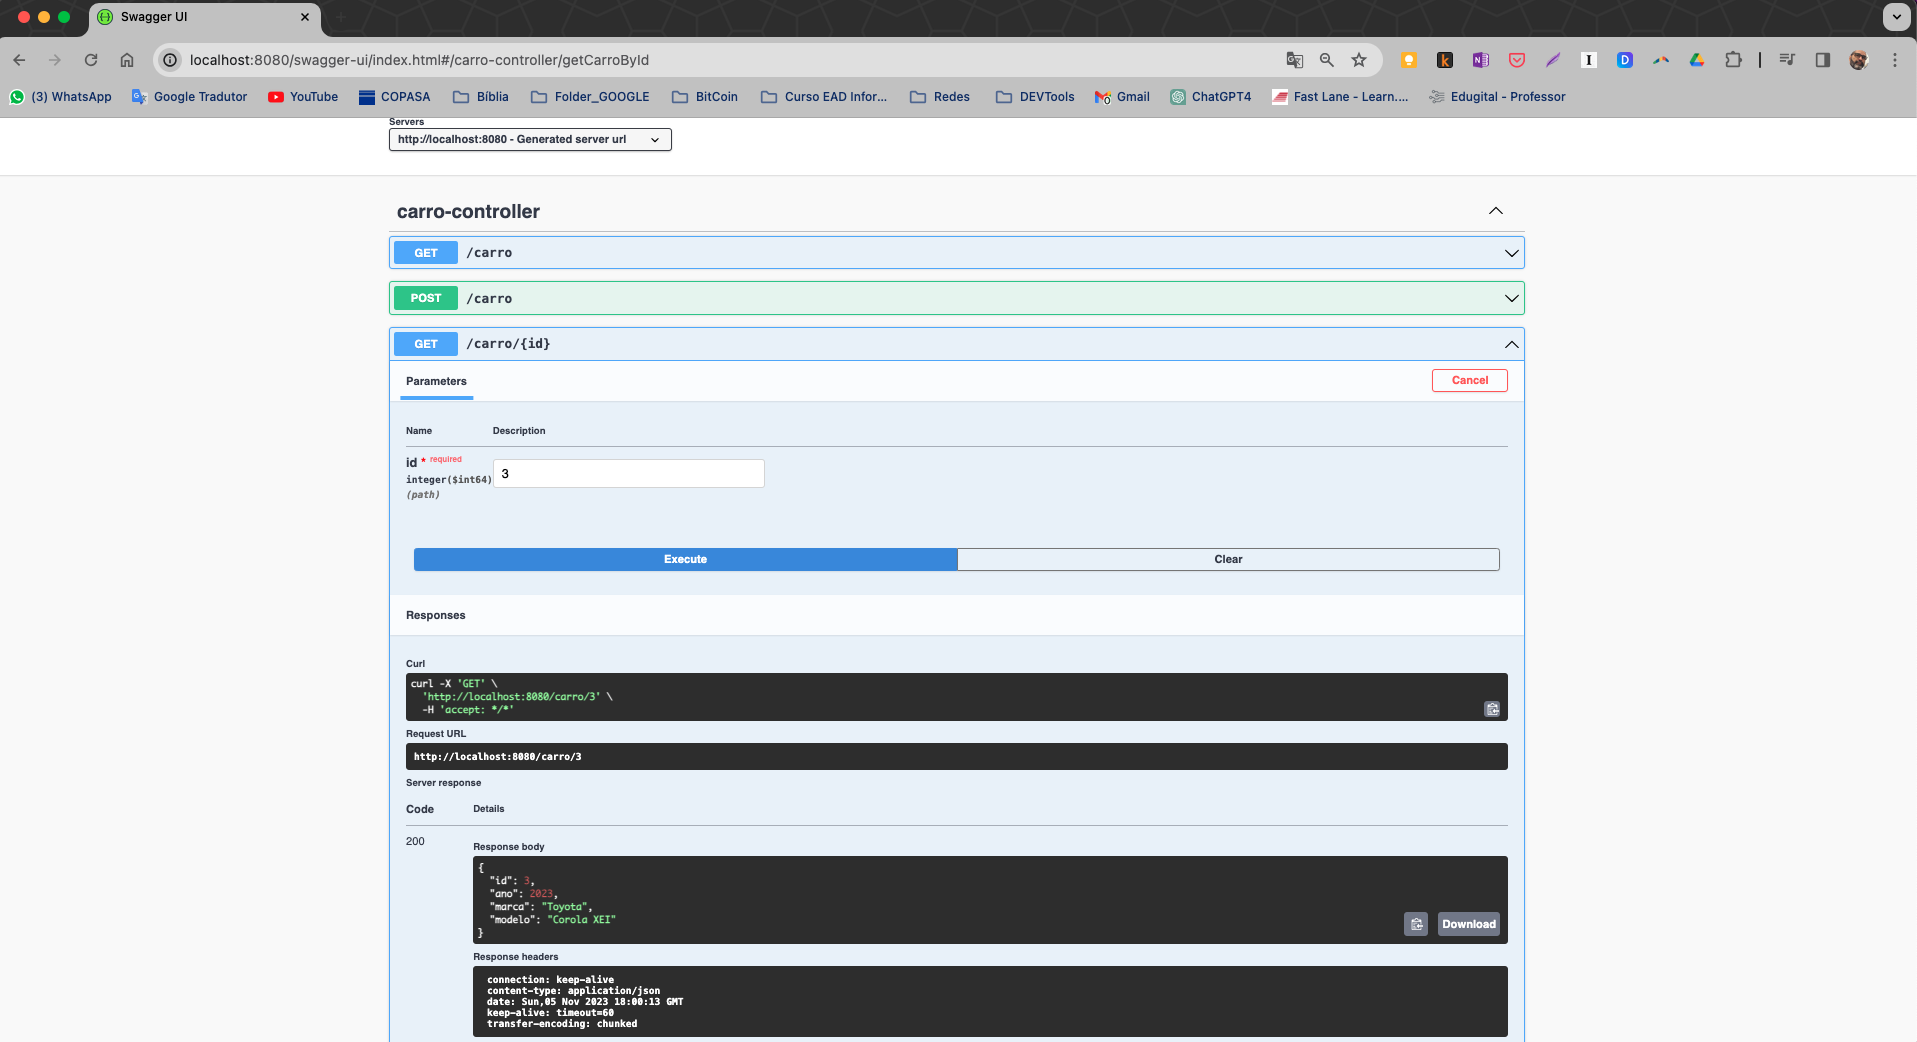 Swagger UI
localhost:8080/swagger-ui/index.html#/carro-controller/getCarroById
(3) WhatsApp Google Tradutor YouTube COPASA Bíblia Folder_GOOGLE BitCoin Curso EAD Infor... Redes DEVTools Gmail ChatGPT4 Fast Lane - Learn.... Edugital - Professor
Servers
http://localhost:8080 - Generated server url
carro-controller
GET /carro
POST /carro
GET /carro/{id}
Parameters Cancel
Name Description
id * required
integer($int64)
(path)
3
Execute Clear
Responses
Curl
curl -X 'GET' \
'http://localhost:8080/carro/3' \
-H 'accept: */*'
Request URL
http://localhost:8080/carro/3
Server response
Code Details
200
Response body
{
"id": 3,
"ano": 2023,
"marca": "Toyota",
"modelo": "Corola XEI"
}
Download
Response headers
connection: keep-alive
content-type: application/json
date: Sun,05 Nov 2023 18:00:13 GMT
keep-alive: timeout=60
transfer-encoding: chunked